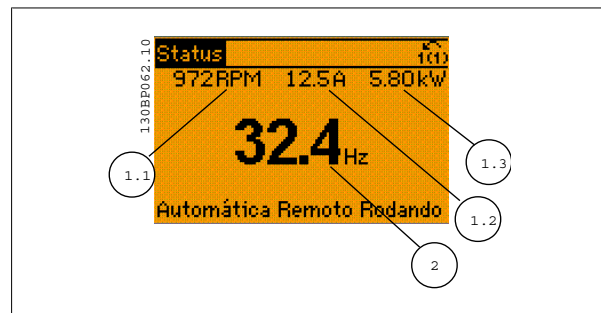 130BP062.10
Status 1(1)
972RPM 12.5A 5.80kW
32.4Hz
Automática Remoto Rodando
1.1
1.3
1.2
2